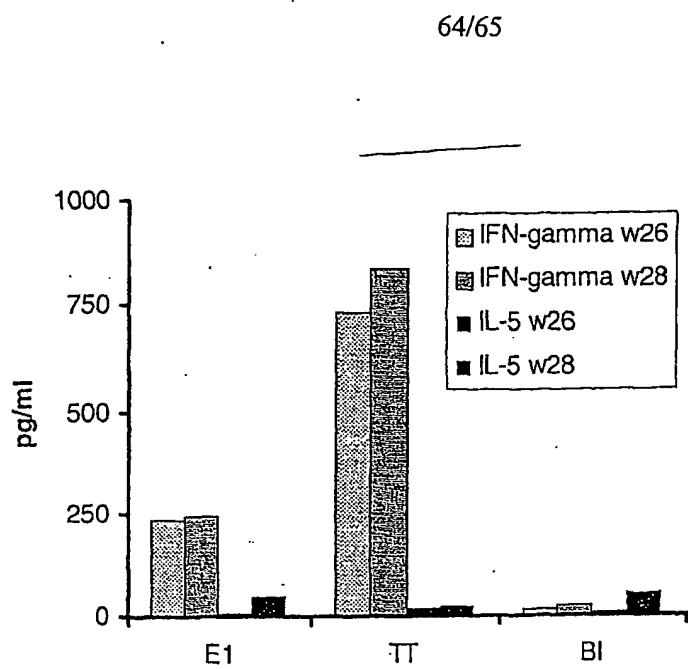 64/65
1000
750
500
250
0
pg/ml
IFN-gamma w26
IFN-gamma w28
IL-5 w26
IL-5 w28
E1
TT
BI